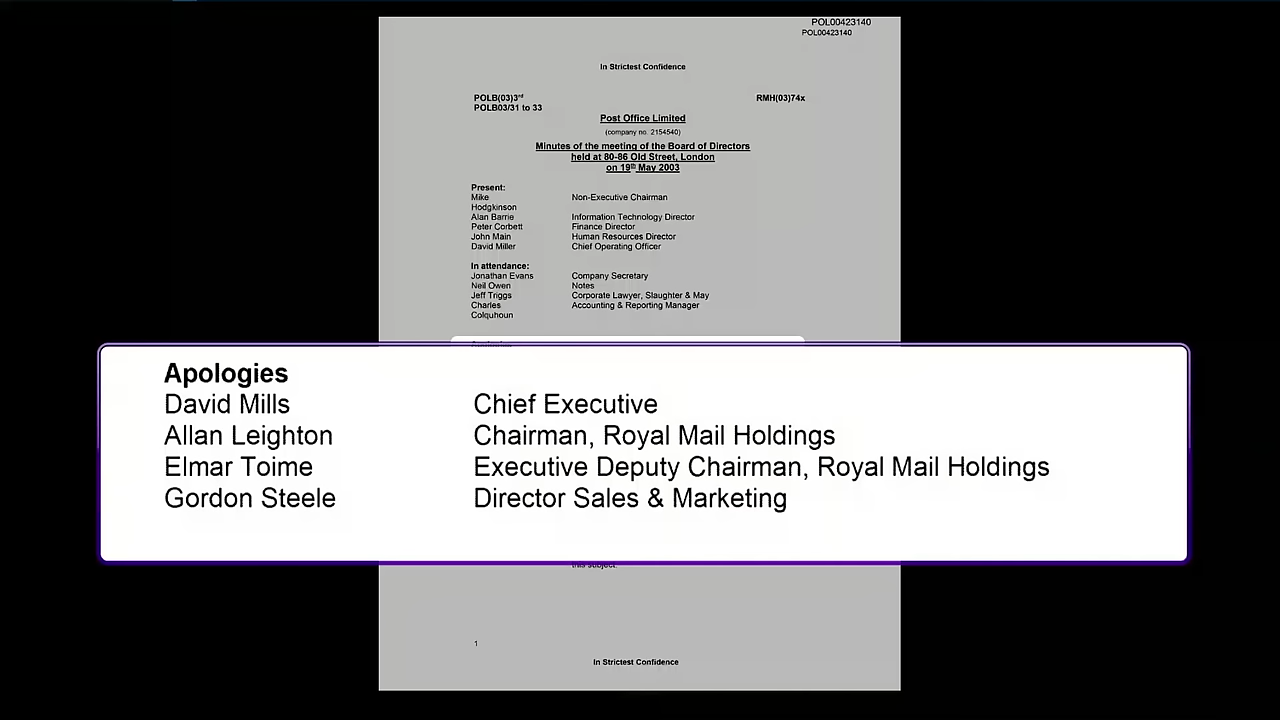 POL00423140
POL00423140
In Strictest Confidence
POLB(03)3rd RMH(03)74x
POLB03/31 to 33
Post Office Limited
(company no. 2154540)
Minutes of the meeting of the Board of Directors
held at 80-86 Old Street, London
on 19th May 2003
Present:
Mike Non-Executive Chairman
Hodgkinson
Alan Barrie Information Technology Director
Peter Corbett Finance Director
John Main Human Resources Director
David Miller Chief Operating Officer
In attendance:
Jonathan Evans Company Secretary
Neil Owen Notes
Jeff Triggs Corporate Lawyer, Slaughter & May
Charles Accounting & Reporting Manager
Colquhoun
Apologies
David Mills Chief Executive
Allan Leighton Chairman, Royal Mail Holdings
Elmar Toime Executive Deputy Chairman, Royal Mail Holdings
Gordon Steele Director Sales & Marketing
this subject.
1
In Strictest Confidence